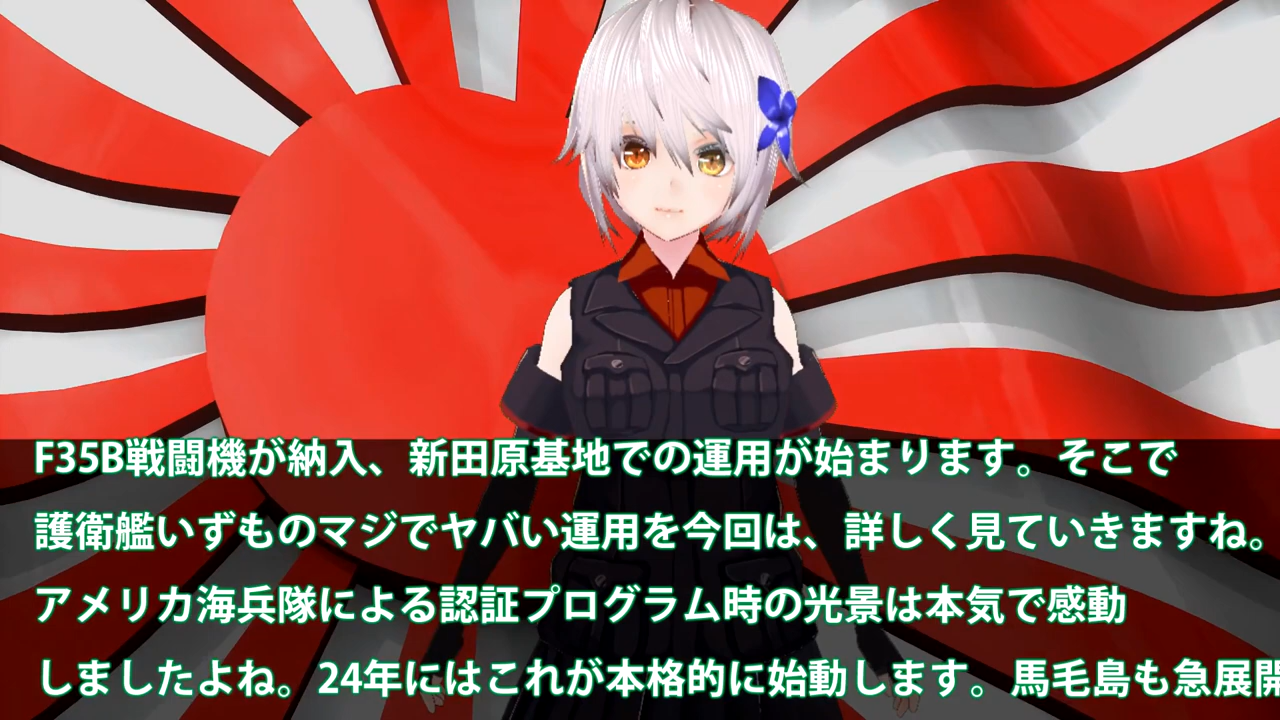 F35B戦闘機が納入、新田原基地での運用が始まります。そこで
護衛艦いずものマジでヤバい運用を今回は、詳しく見ていきますね。
アメリカ海兵隊による認証プログラム時の光景は本気で感動
しましたよね。24年にはこれが本格的に始動します。馬毛島も急展開